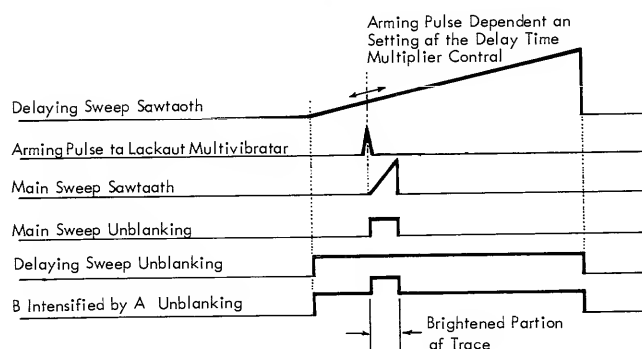 Arming Pulse Dependent an
Setting af the Delay Time
Multiplier Contral
Delaying Sweep Sawtaoth
Arming Pulse ta Lackaut Multivibratar
Main Sweep Sawtaath
Main Sweep Unblanking
Delaying Sweep Unblanking
B Intensified by A Unblanking
Brightened Partion
af Trace